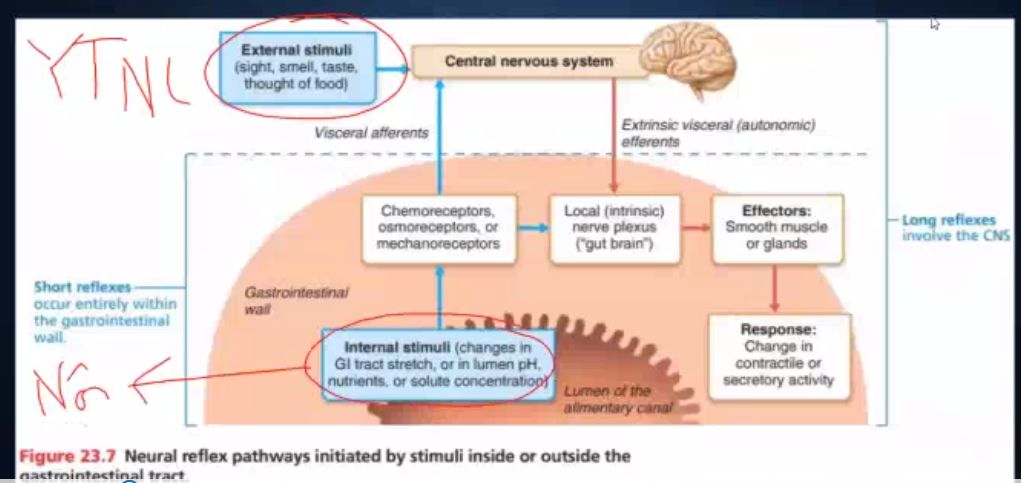 YTNL
External stimuli
(sight, smell, taste,
thought of food)
Central nervous system
Visceral afferents
Extrinsic visceral (autonomic)
efferents
Chemoreceptors,
osmoreceptors, or
mechanoreceptors
Local (intrinsic)
nerve plexus
("gut brain")
Effectors:
Smooth muscle
or glands
Long reflexes
involve the CNS
Short reflexes
occur entirely within
the gastrointestinal
wall.
Gastrointestinal
wall
Internal stimuli (changes in
GI tract stretch, or in lumen pH,
nutrients, or solute concentration)
Lumen of the
alimentary canal
Response:
Change in
contractile or
secretory activity
Nôn
Figure 23.7 Neural reflex pathways initiated by stimuli inside or outside the
gastrointestinal tract.